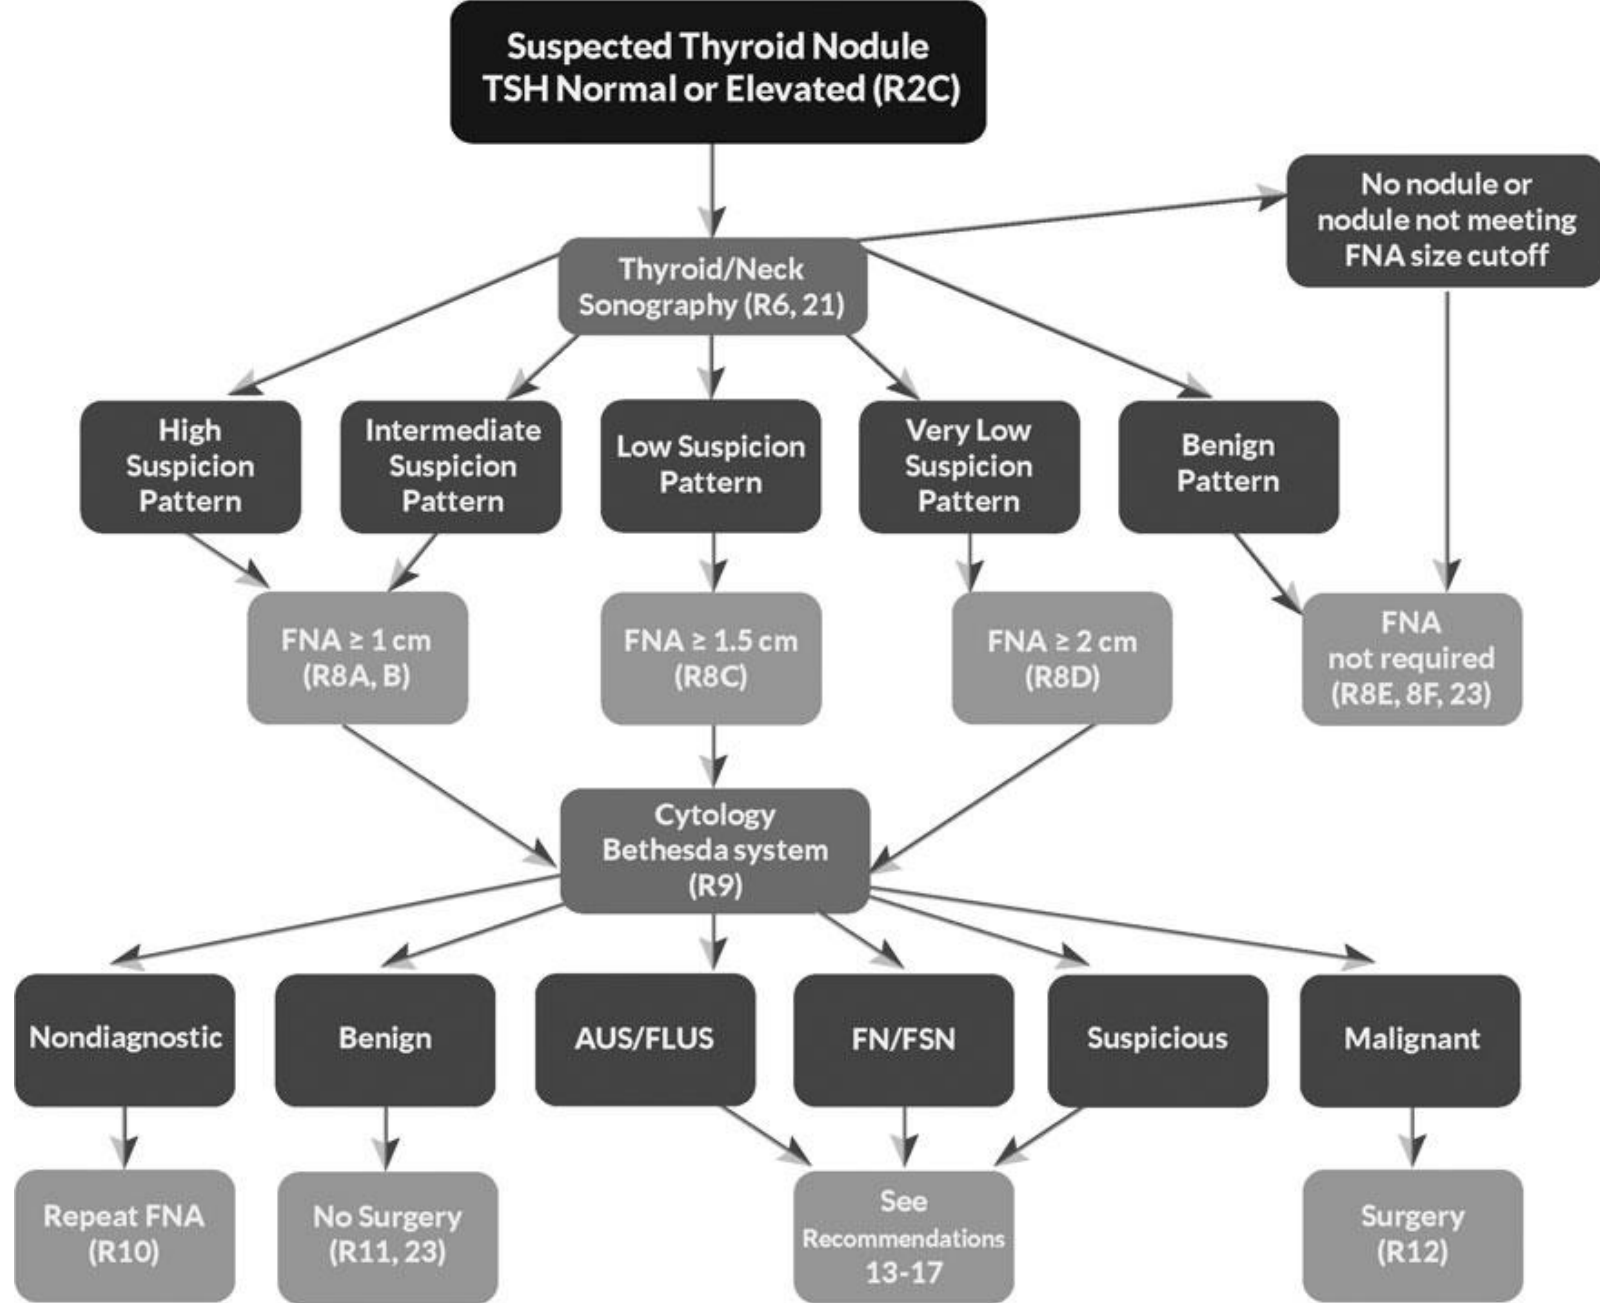 Suspected Thyroid Nodule
TSH Normal or Elevated (R2C)
No nodule or
nodule not meeting
FNA size cutoff
Thyroid/Neck
Sonography (R6, 21)
High
Suspicion
Pattern
Intermediate
Suspicion
Pattern
Low Suspicion
Pattern
Very Low
Suspicion
Pattern
Benign
Pattern
FNA ≥ 1 cm
(R8A, B)
FNA ≥ 1.5 cm
(R8C)
FNA ≥ 2 cm
(R8D)
FNA
not required
(R8E, 8F, 23)
Cytology
Bethesda system
(R9)
Nondiagnostic
Benign
AUS/FLUS
FN/FSN
Suspicious
Malignant
Repeat FNA
(R10)
No Surgery
(R11, 23)
See
Recommendations
13-17
Surgery
(R12)